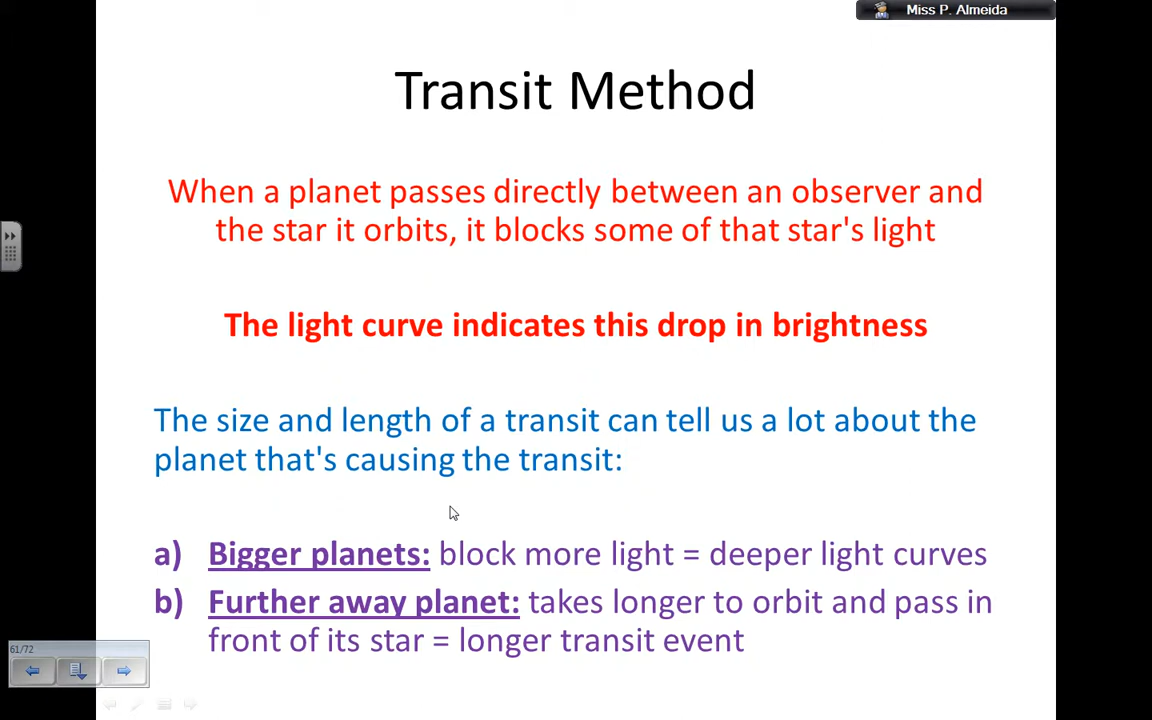 Miss P. Almeida
Transit Method
When a planet passes directly between an observer and
the star it orbits, it blocks some of that star's light
The light curve indicates this drop in brightness
The size and length of a transit can tell us a lot about the
planet that's causing the transit:
a) Bigger planets: block more light = deeper light curves
b) Further away planet: takes longer to orbit and pass in
front of its star = longer transit event
61/72